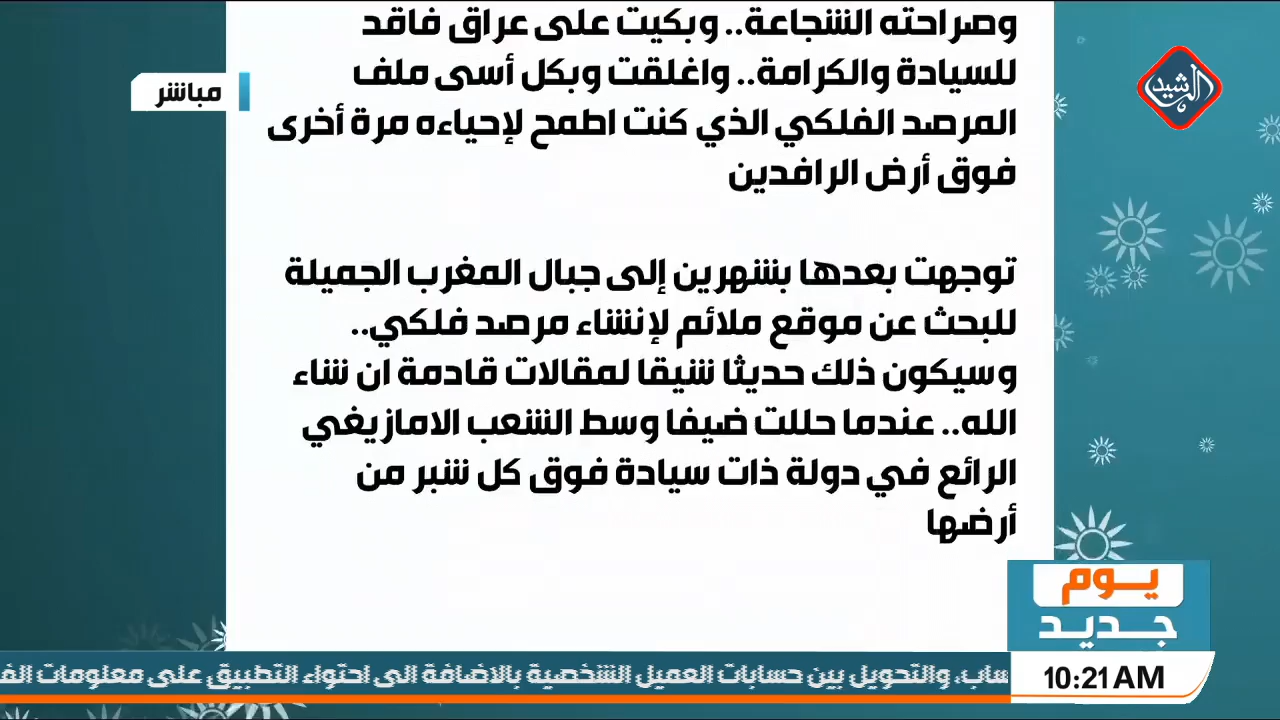 وصراحته الشجاعة.. وبكيت على عراق فاقد
للسيادة والكرامة.. واغلقت وبكل أسى ملف
المرصد الفلكي الذي كنت اطمح لإحياءه مرة أخرى
فوق أرض الرافدين
توجهت بعدها بشهرين إلى جبال المغرب الجميلة
للبحث عن موقع ملائم لإنشاء مرصد فلكي..
وسيكون ذلك حديثا شيقا لمقالات قادمة ان شاء
الله.. عندما حللت ضيفا وسط الشعب الامازيغي
الرائع في دولة ذات سيادة فوق كل شبر من
أرضها
مباشر
الرشيد
يوم
جديد
10:21 AM
ساب، والتحويل بين حسابات العميل الشخصية بالاضافة الى احتواء التطبيق على معلومات الف